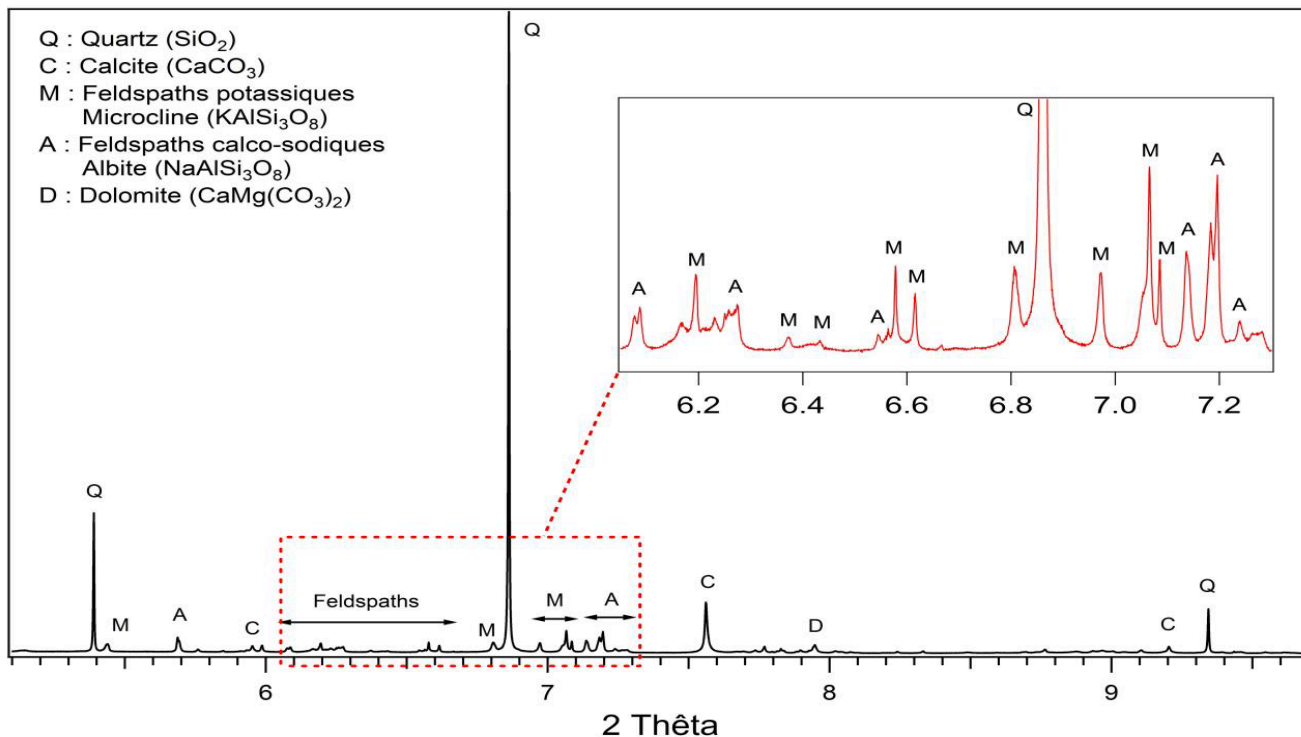 Q : Quartz (SiO₂)
C : Calcite (CaCO₃)
M : Feldspaths potassiques
Microcline (KAlSi₃O₈)
A : Feldspaths calco-sodiques
Albite (NaAlSi₃O₈)
D : Dolomite (CaMg(CO₃)₂)
Q
Q
A
M
A
M
M
A
M
M
M
M
M
M
A
A
A
6.2 6.4 6.6 6.8 7.0 7.2
Q
M
A
C
Feldspaths
M
M
A
C
D
C
Q
6 7 8 9
2 Thêta